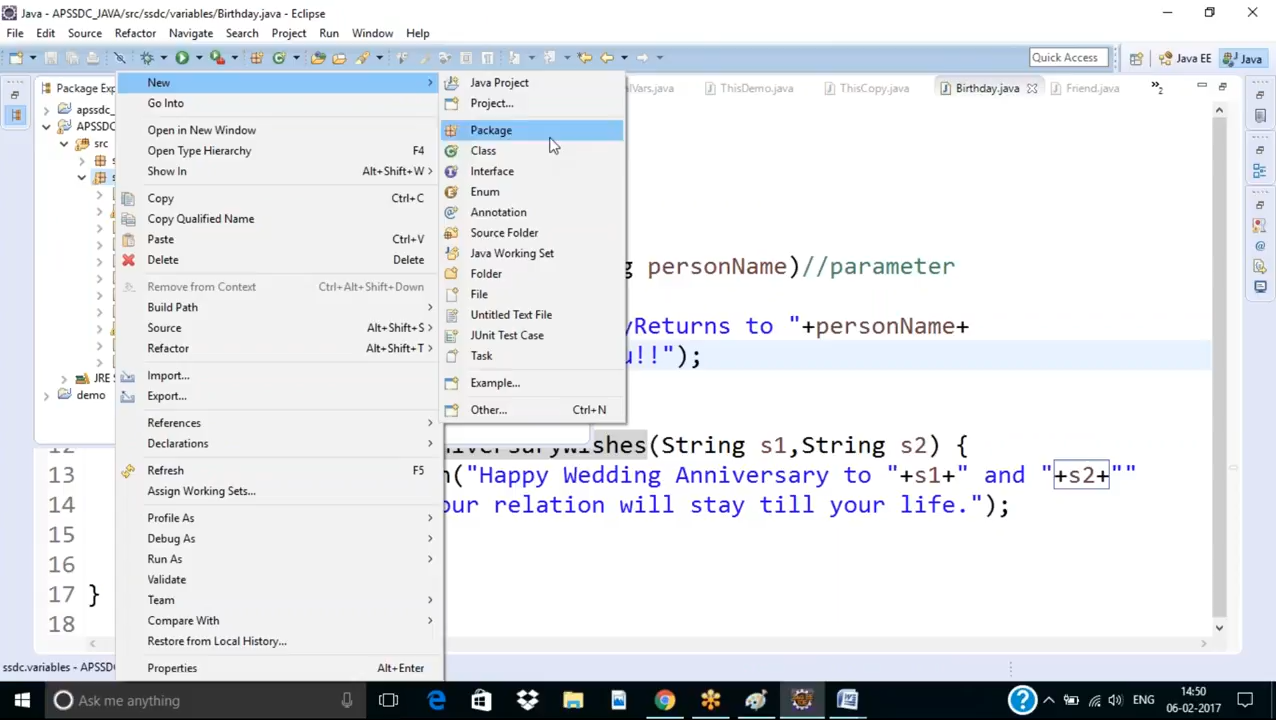 Java - APSSDC_JAVA/src/ssdc/variables/Birthday.java - Eclipse
File Edit Source Refactor Navigate Search Project Run Window Help
Quick Access Java EE Java
Package Exp
ThisDemo.java ThisCopy.java Birthday.java Friend.java »2
apssdc_
APSSDC
src
JRE S
demo
New
Go Into
Open in New Window
Open Type Hierarchy F4
Show In Alt+Shift+W
Copy Ctrl+C
Copy Qualified Name
Paste Ctrl+V
Delete Delete
Remove from Context Ctrl+Alt+Shift+Down
Build Path
Source Alt+Shift+S
Refactor Alt+Shift+T
Import...
Export...
References
Declarations
Refresh F5
Assign Working Sets...
Profile As
Debug As
Run As
Validate
Team
Compare With
Restore from Local History...
Properties Alt+Enter
Java Project
Project...
Package
Class
Interface
Enum
Annotation
Source Folder
Java Working Set
Folder
File
Untitled Text File
JUnit Test Case
Task
Example...
Other... Ctrl+N
g personName)//parameter
yReturns to "+personName+
u!!");
niversaryWishes(String s1,String s2) {
13 n("Happy Wedding Anniversary to "+s1+" and "+s2+""
14 our relation will stay till your life.");
15
16
17 }
18
ssdc.variables - APSSD
Ask me anything
ENG 14:50
06-02-2017